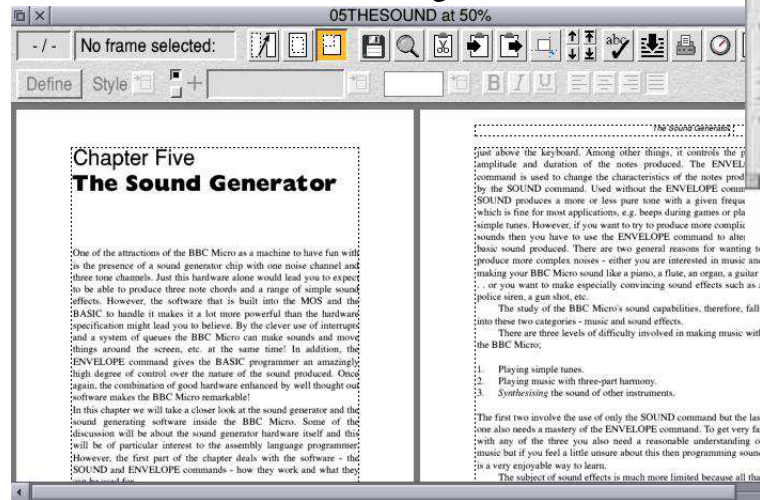 05THESOUND at 50%
-/- No frame selected:
Define Style B I U
Chapter Five
The Sound Generator
One of the attractions of the BBC Micro as a machine to have fun with
is the presence of a sound generator chip with one noise channel and
three tone channels. Just this hardware alone would lead you to expect
to be able to produce three note chords and a range of simple sound
effects. However, the software that is built into the MOS and the
BASIC to handle it makes it a lot more powerful than the hardware
specification might lead you to believe. By the clever use of interrupts
and a system of queues the BBC Micro can make sounds and move
things around the screen, etc. at the same time! In addition, the
ENVELOPE command gives the BASIC programmer an amazingly
high degree of control over the nature of the sound produced. Once
again, the combination of good hardware enhanced by well thought out
software makes the BBC Micro remarkable!
In this chapter we will take a closer look at the sound generator and the
sound generating software inside the BBC Micro. Some of the
discussion will be about the sound generator hardware itself and this
will be of particular interest to the assembly language programmer.
However, the first part of the chapter deals with the software - the
SOUND and ENVELOPE commands - how they work and what they
The Sound Generator
just above the keyboard. Among other things, it controls the
amplitude and duration of the notes produced. The ENVEL
command is used to change the characteristics of the notes prod
by the SOUND command. Used without the ENVELOPE comm
SOUND produces a more or less pure tone with a given freque
which is fine for most applications, e.g. beeps during games or pla
simple tunes. However, if you want to try to produce more complic
sounds then you have to use the ENVELOPE command to alte
basic sound produced. There are two general reasons for wanting to
produce more complex noises - either you are interested in music and
making your BBC Micro sound like a piano, a flute, an organ, a guitar
. . or you want to make especially convincing sound effects such as a
police siren, a gun shot, etc.
The study of the BBC Micro's sound capabilities, therefore, fall
into these two categories - music and sound effects.
There are three levels of difficulty involved in making music with
the BBC Micro;
1. Playing simple tunes.
2. Playing music with three-part harmony.
3. Synthesising the sound of other instruments.
The first two involve the use of only the SOUND command but the las
one also needs a mastery of the ENVELOPE command. To get very fa
with any of the three you also need a reasonable understanding o
music but if you feel a little unsure about this then programming sound
is a very enjoyable way to learn.
The subject of sound effects is much more limited because all tha